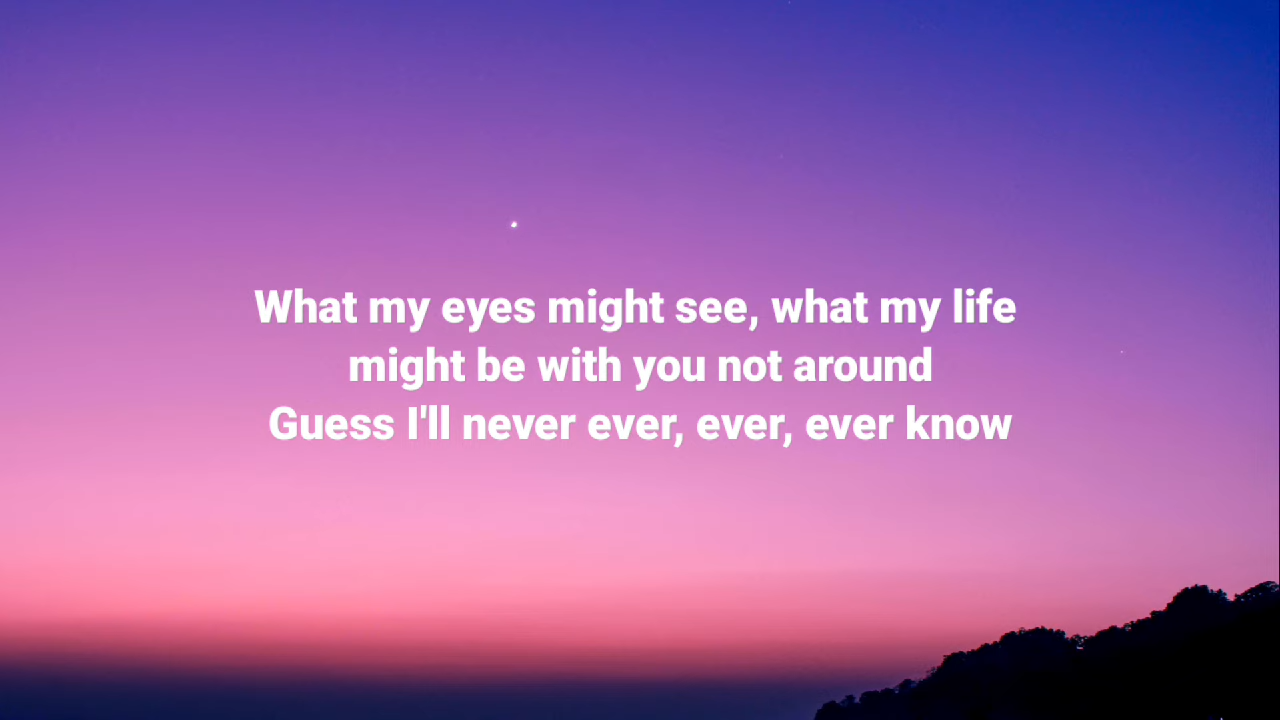 What my eyes might see, what my life
might be with you not around
Guess I'll never ever, ever, ever know